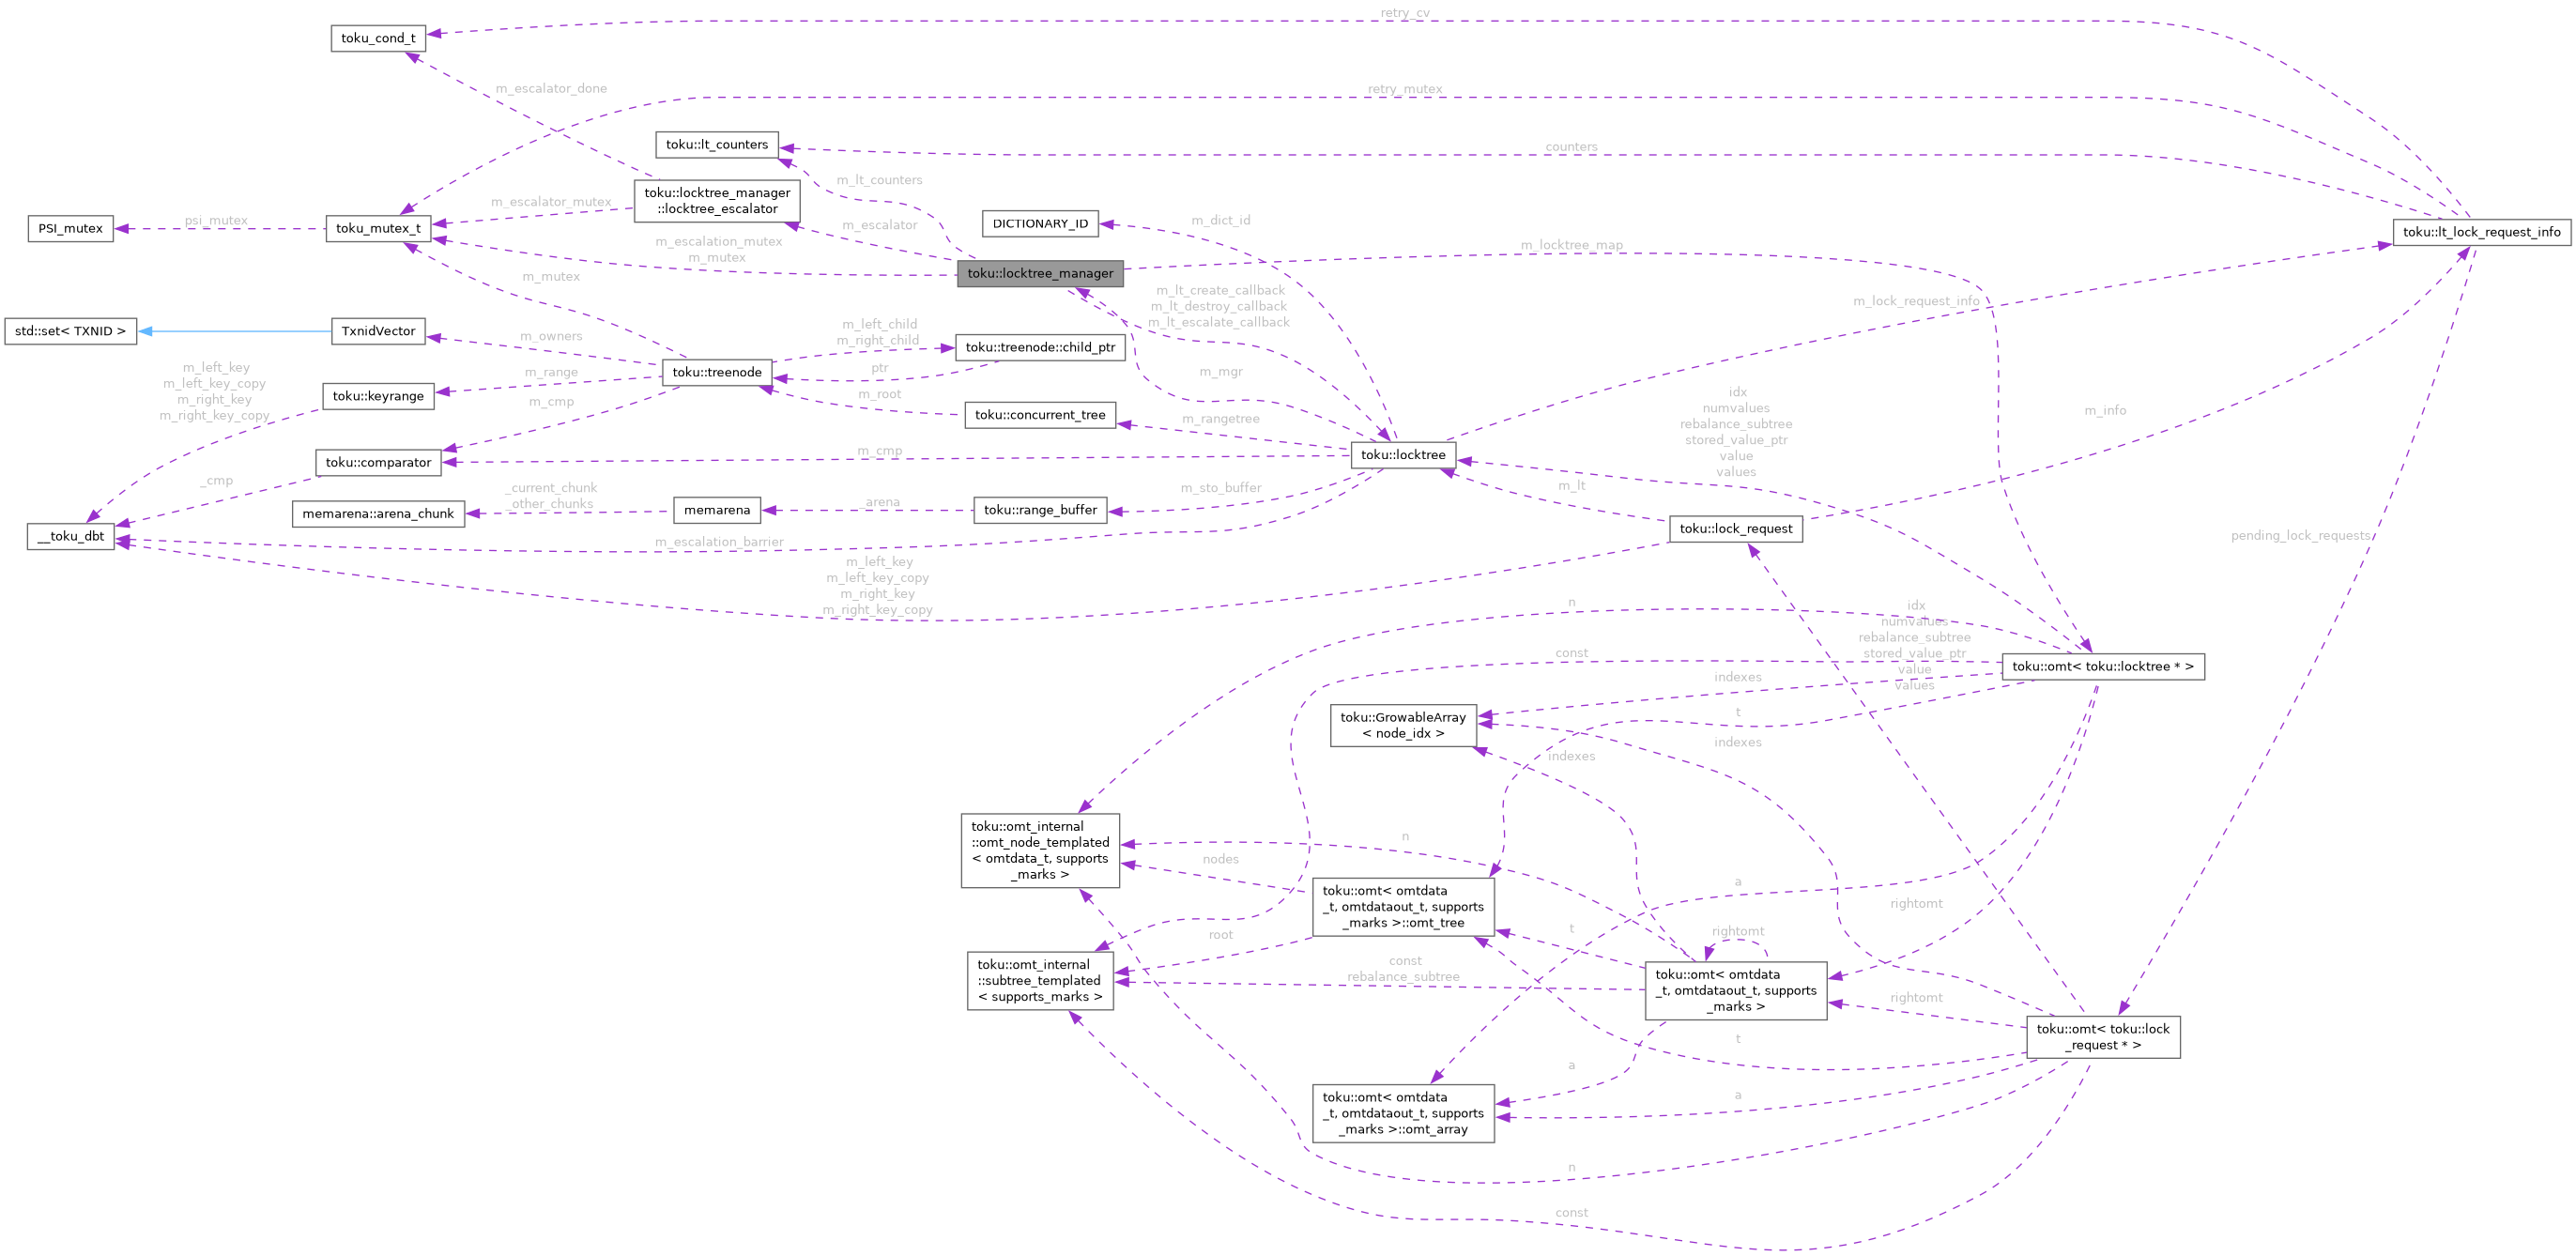 retry_cv
toku_cond_t
m_escalator_done
retry_mutex
toku::lt_counters
counters
m_lt_counters
toku::locktree_manager
::locktree_escalator
m_escalator_mutex
psi_mutex
PSI_mutex
toku_mutex_t
m_escalator
DICTIONARY_ID
m_dict_id
toku::lt_lock_request_info
m_escalation_mutex
m_mutex
m_locktree_map
toku::locktree_manager
m_mutex
m_lt_create_callback
m_lt_destroy_callback
m_lt_escalate_callback
m_lock_request_info
std::set< TXNID >
TxnidVector
m_owners
m_left_child
m_right_child
toku::treenode::child_ptr
toku::treenode
ptr
m_mgr
m_left_key
m_left_key_copy
m_right_key
m_right_key_copy
toku::keyrange
m_range
m_cmp
m_root
toku::concurrent_tree
m_rangetree
idx
numvalues
rebalance_subtree
stored_value_ptr
value
values
m_info
toku::comparator
m_cmp
toku::locktree
_cmp
_current_chunk
_other_chunks
memarena::arena_chunk
memarena
_arena
toku::range_buffer
m_sto_buffer
m_lt
toku::lock_request
__toku_dbt
m_escalation_barrier
pending_lock_requests
m_left_key
m_left_key_copy
m_right_key
m_right_key_copy
n
idx
numvalues
rebalance_subtree
stored_value_ptr
value
values
const
toku::omt< toku::locktree * >
indexes
toku::GrowableArray
< node_idx >
t
indexes
indexes
toku::omt_internal
::omt_node_templated
< omtdata_t, supports
_marks >
n
nodes
toku::omt< omtdata
_t, omtdataout_t, supports
_marks >::omt_tree
a
rightomt
root
t
rightomt
toku::omt_internal
::subtree_templated
< supports_marks >
const
rebalance_subtree
toku::omt< omtdata
_t, omtdataout_t, supports
_marks >
rightomt
toku::omt< toku::lock
_request * >
t
a
a
toku::omt< omtdata
_t, omtdataout_t, supports
_marks >::omt_array
n
const